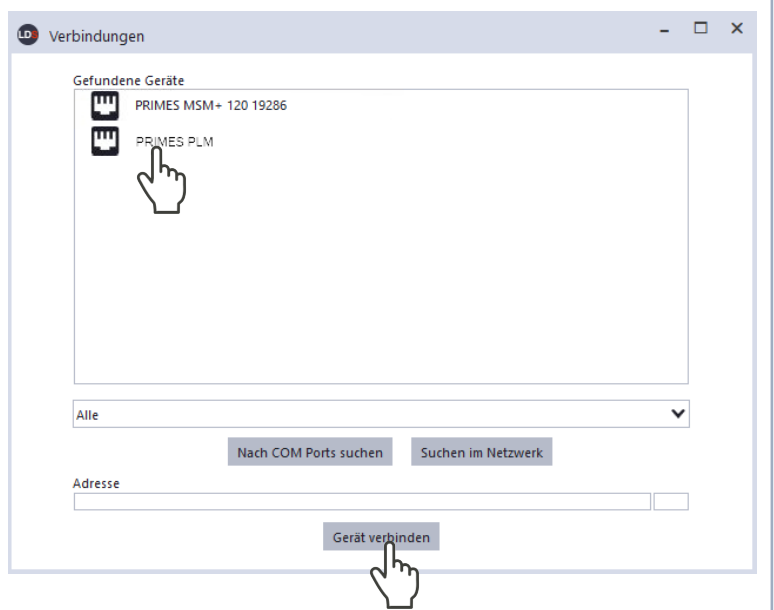 LDS Verbindungen
Gefundene Geräte
PRIMES MSM+ 120 19286
PRIMES PLM
Alle
Nach COM Ports suchen Suchen im Netzwerk
Adresse
Gerät verbinden